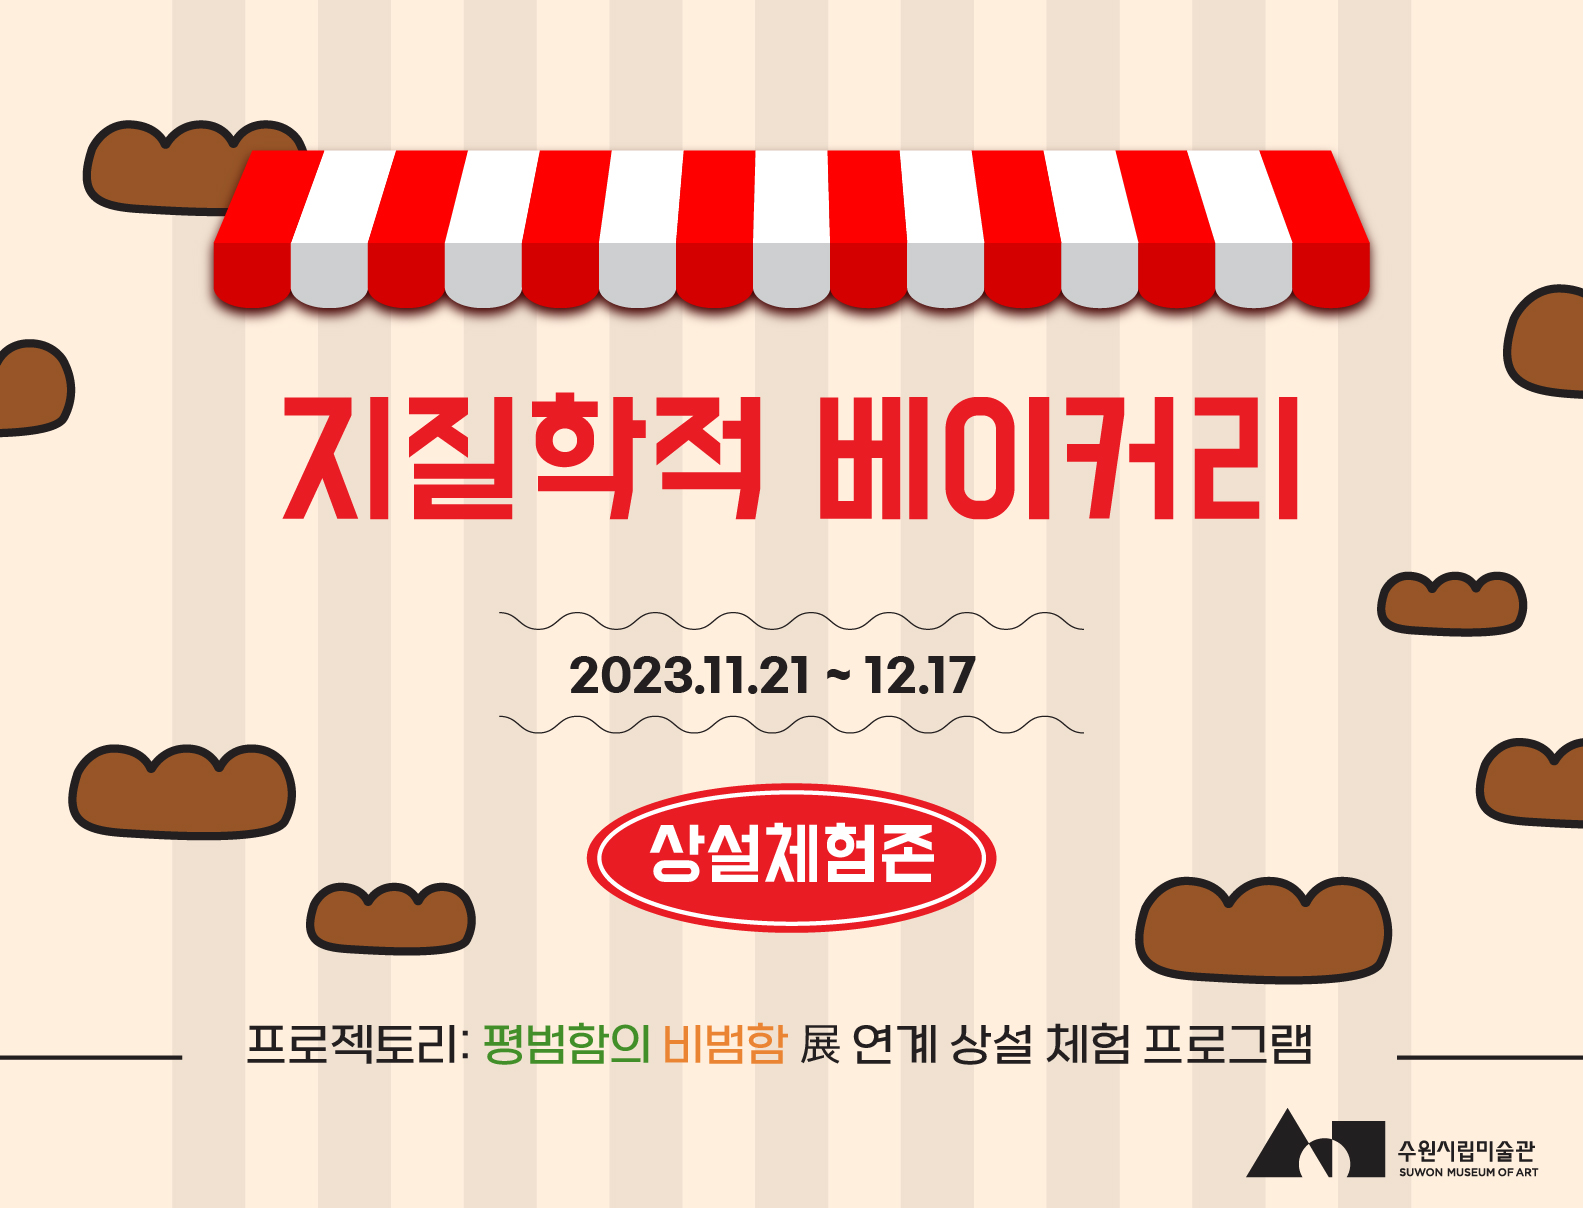 지질학적 베이커리
2023.11.21 ~ 12.17
상설체험존
프로젝토리: 평범함의 비범함 展 연계 상설 체험 프로그램
수원시립미술관
SUWON MUSEUM OF ART